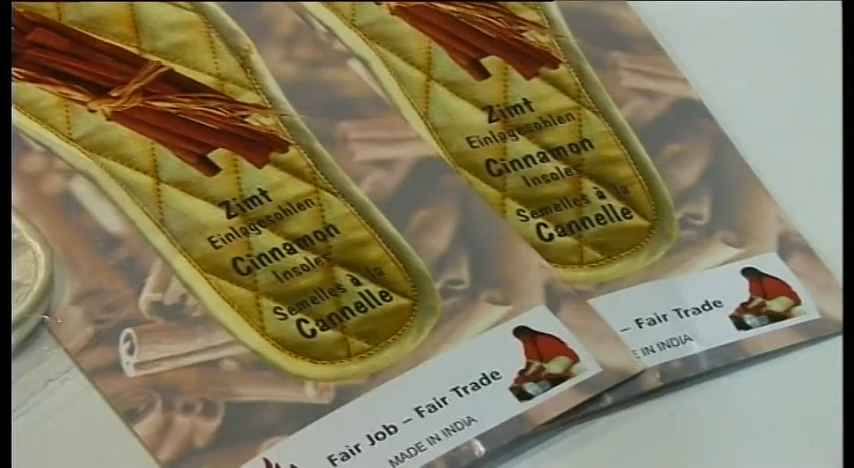 Zimt
Einlagesohlen
Cinnamon
Insoles
Semelles à la
Cannelle
Fair Job – Fair Trade
MADE IN INDIA
Zimt
Einlagesohlen
Cinnamon
Insoles
Semelles à la
Cannelle
– Fair Trade
IN INDIA